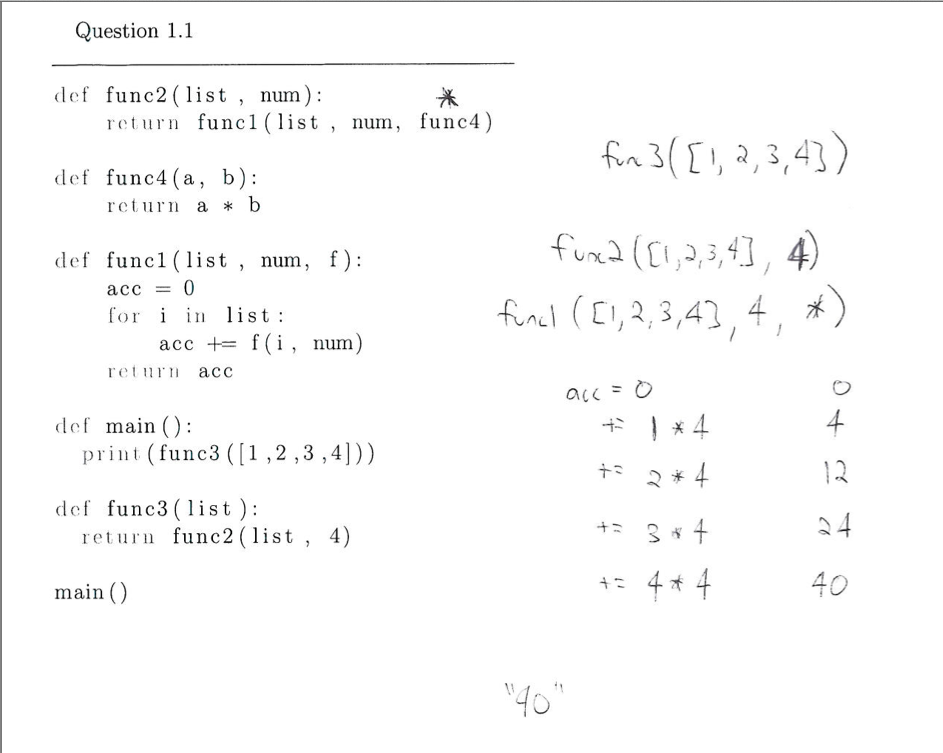 Question 1.1
def func2(list , num):
return func1(list , num, func4)
*
def func4(a, b):
return a * b
def func1(list , num, f):
acc = 0
for i in list:
acc += f(i, num)
return acc
def main():
print(func3([1,2,3,4]))
def func3(list):
return func2(list , 4)
main()
fun3([1,2,3,4])
func2([1,2,3,4], 4)
func1([1,2,3,4], 4, *)
acc = 0 0
+= 1 * 4 4
+= 2 * 4 12
+= 3 * 4 24
+= 4 * 4 40
"40"